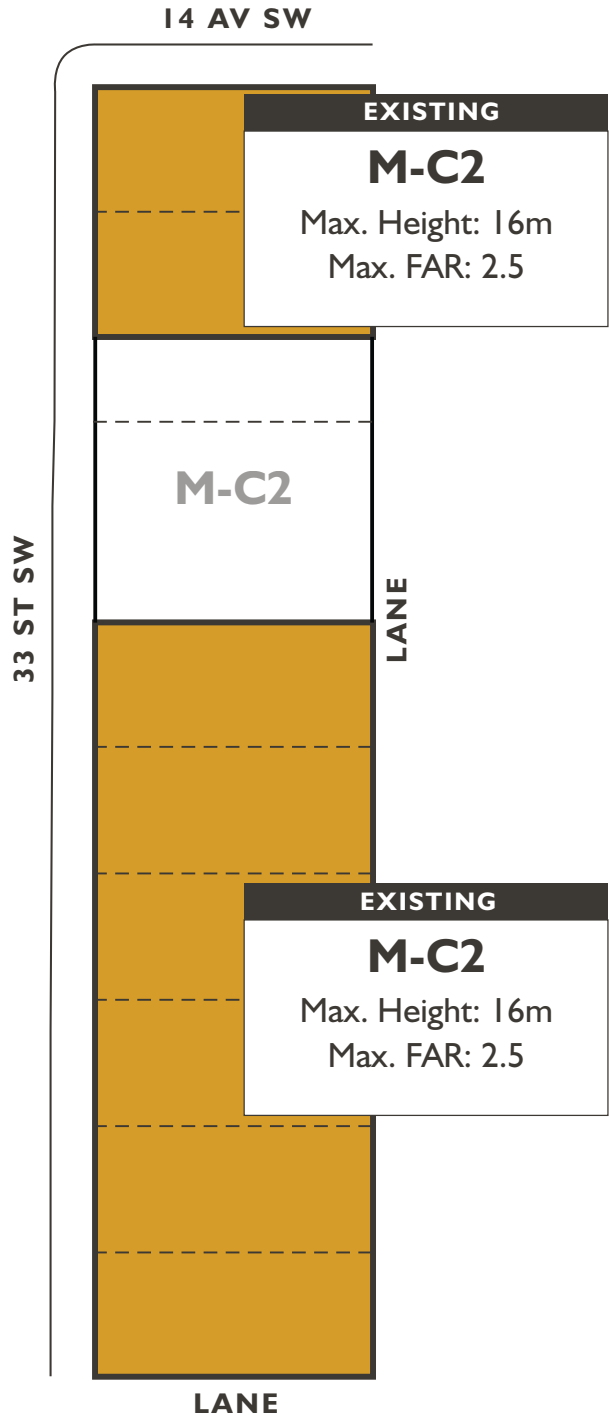 14 AV SW
EXISTING
M-C2
Max. Height: 16m
Max. FAR: 2.5
M-C2
33 ST SW
LANE
EXISTING
M-C2
Max. Height: 16m
Max. FAR: 2.5
LANE